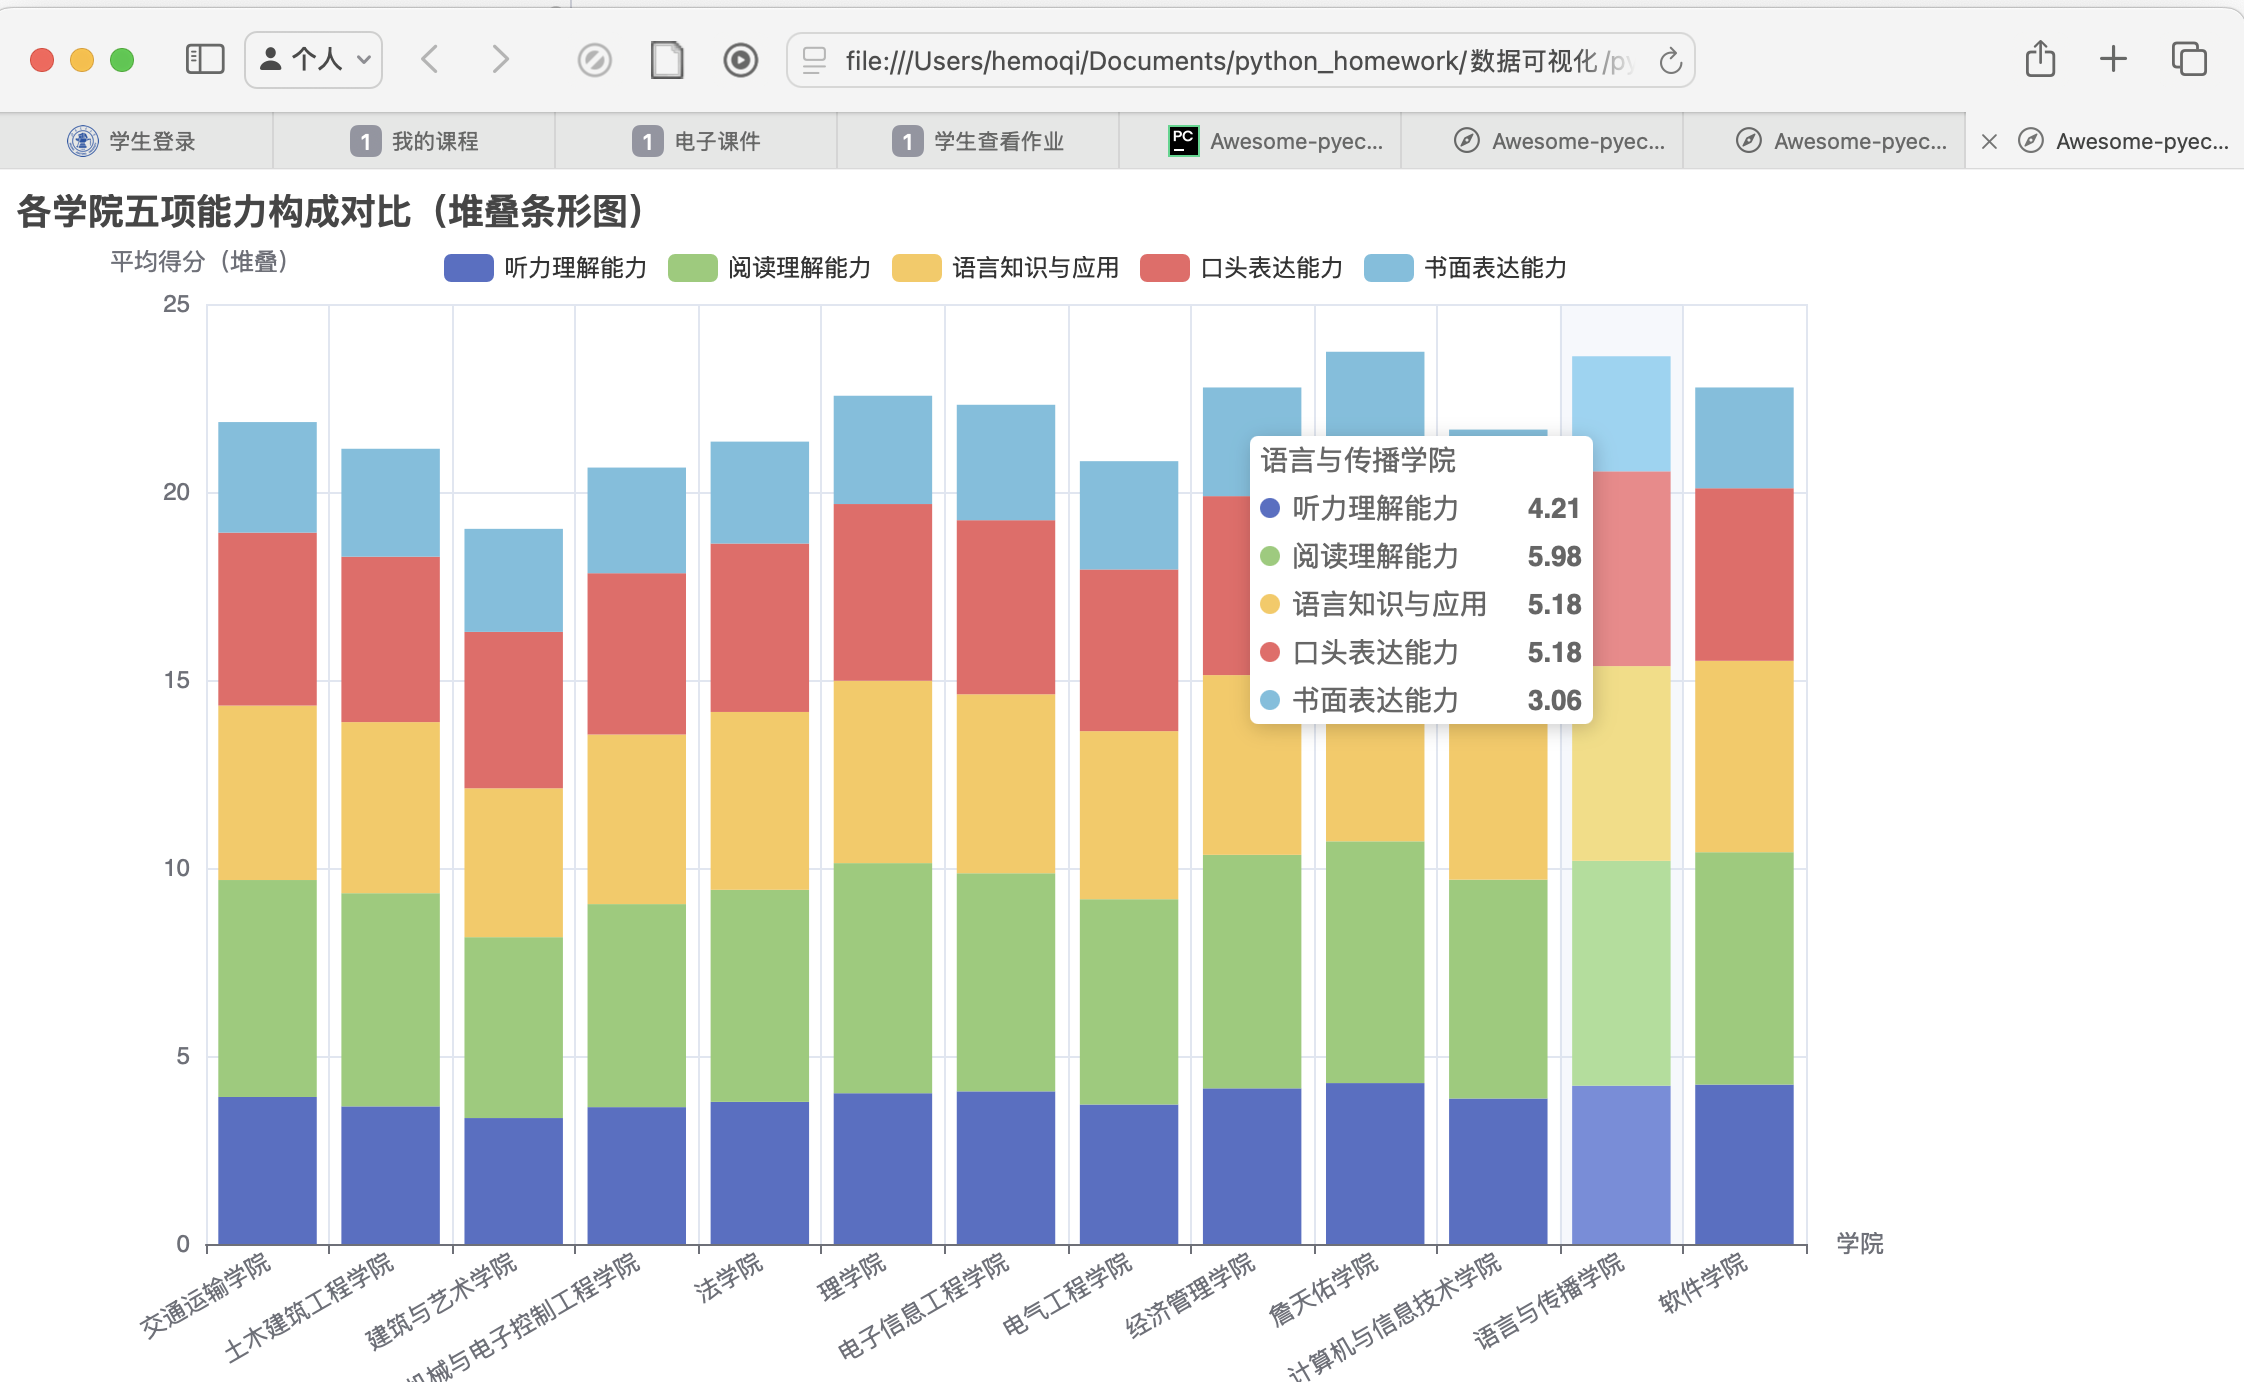 个人
file:///Users/hemoqi/Documents/python_homework/数据可视化/py
学生登录
1 我的课程
1 电子课件
1 学生查看作业
PC Awesome-pyec...
Awesome-pyec...
Awesome-pyec...
Awesome-pyec...
各学院五项能力构成对比（堆叠条形图）
平均得分（堆叠）
听力理解能力 阅读理解能力 语言知识与应用 口头表达能力 书面表达能力
25
20
15
10
5
0
语言与传播学院
听力理解能力 4.21
阅读理解能力 5.98
语言知识与应用 5.18
口头表达能力 5.18
书面表达能力 3.06
学院
交通运输学院
土木建筑工程学院
建筑与艺术学院
机械与电子控制工程学院
法学院
理学院
电子信息工程学院
电气工程学院
经济管理学院
詹天佑学院
计算机与信息技术学院
语言与传播学院
软件学院